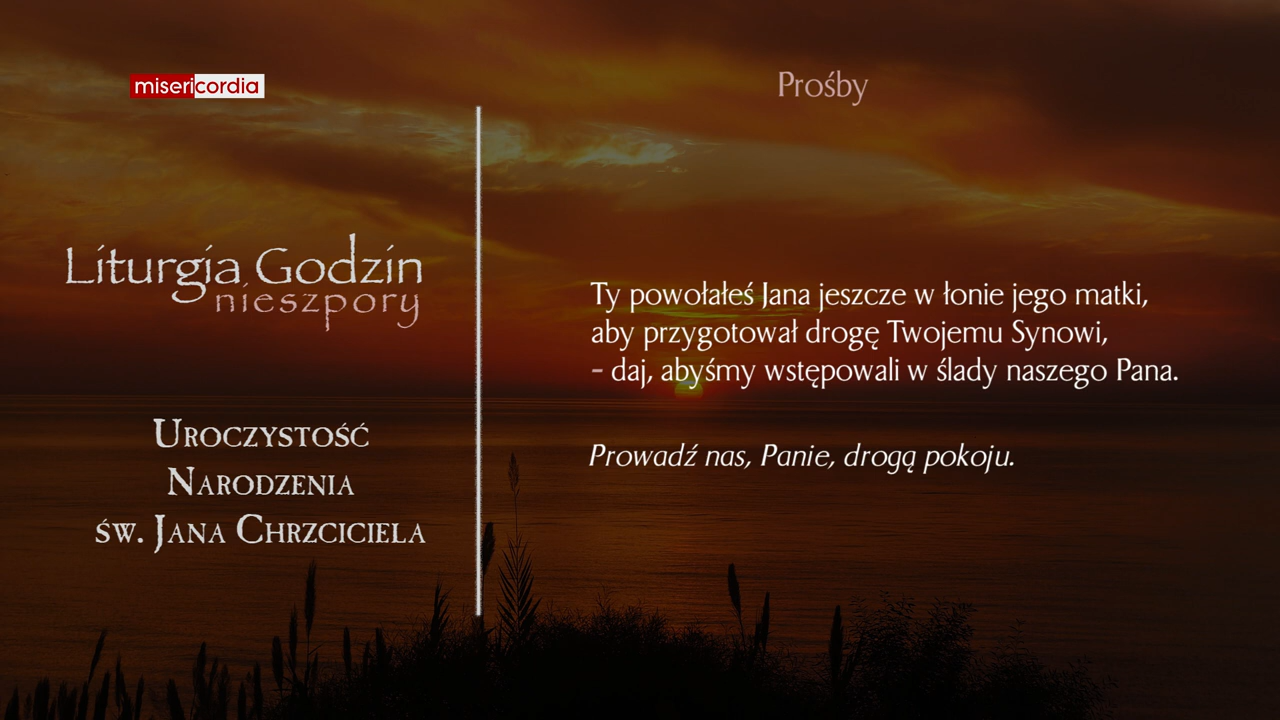 misericordia
Prośby
Liturgia Godzin
nieszpory
Uroczystość
Narodzenia
św. Jana Chrzciciela
Ty powołałeś Jana jeszcze w łonie jego matki,
aby przygotował drogę Twojemu Synowi,
- daj, abyśmy wstępowali w ślady naszego Pana.
Prowadź nas, Panie, drogą pokoju.